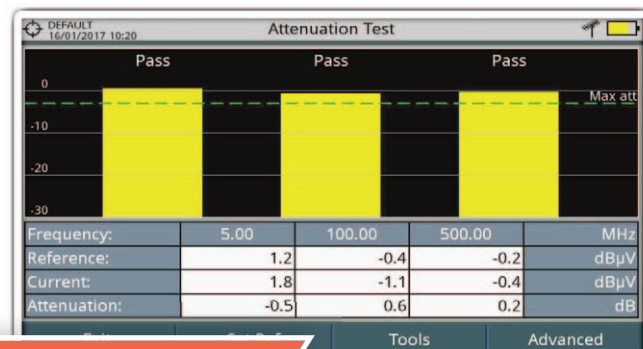 DEFAULT
16/01/2017 10:20
Attenuation Test
Pass Pass Pass
0
Max att
-10
-20
-30
Frequency: 5.00 100.00 500.00 MHz
Reference: 1.2 -0.4 -0.2 dBµV
Current: 1.8 -1.1 -0.4 dBµV
Attenuation: -0.5 0.6 0.2 dB
Tools Advanced